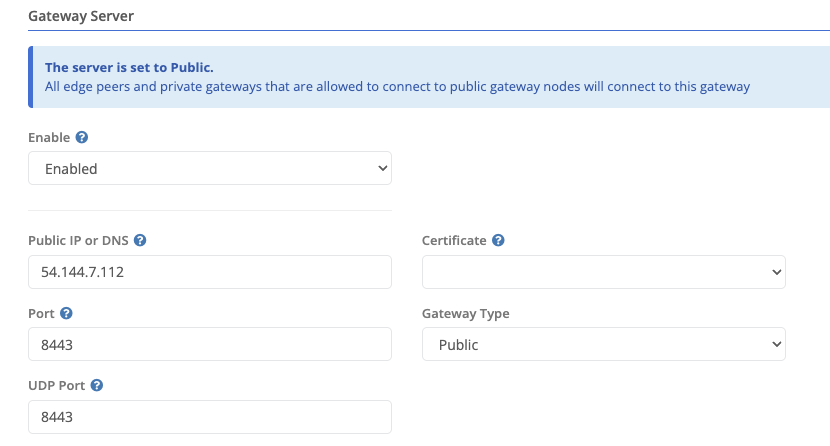 Gateway Server
The server is set to Public.
All edge peers and private gateways that are allowed to connect to public gateway nodes will connect to this gateway
Enable ?
Enabled
Public IP or DNS ?
54.144.7.112
Certificate ?
Port ?
8443
Gateway Type
Public
UDP Port ?
8443